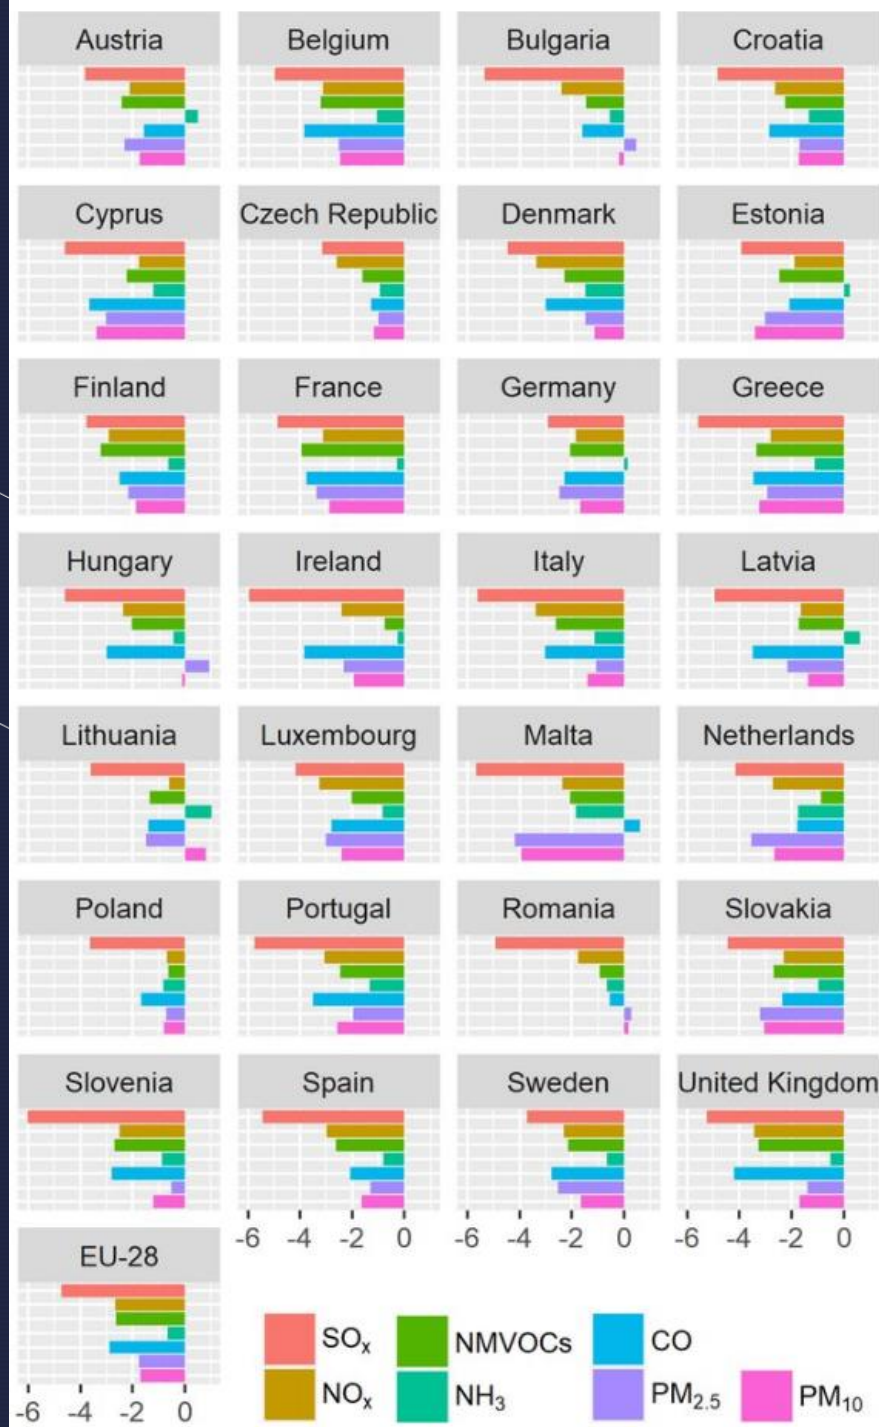 Austria Belgium Bulgaria Croatia
Cyprus Czech Republic Denmark Estonia
Finland France Germany Greece
Hungary Ireland Italy Latvia
Lithuania Luxembourg Malta Netherlands
Poland Portugal Romania Slovakia
Slovenia Spain Sweden United Kingdom
-6 -4 -2 0 -6 -4 -2 0 -6 -4 -2 0
EU-28
SOₓ NMVOCs CO
NOₓ NH₃ PM₂.₅ PM₁₀
-6 -4 -2 0